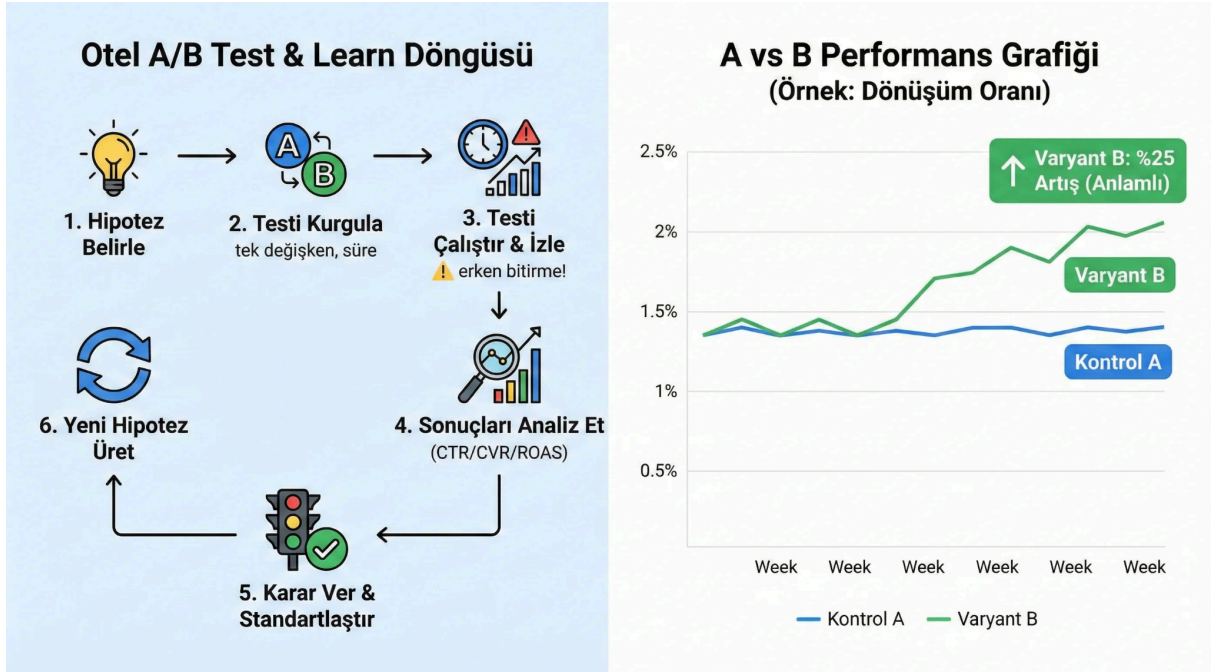 Otel A/B Test & Learn Döngüsü
1. Hipotez
Belirle
A
B
2. Testi Kurgula
tek değişken, süre
3. Testi
Çalıştır & İzle
erken bitirme!
4. Sonuçları Analiz Et
(CTR/CVR/ROAS)
5. Karar Ver &
Standartlaştır
6. Yeni Hipotez
Üret
A vs B Performans Grafiği
(Örnek: Dönüşüm Oranı)
2.5%
2%
1.5%
1%
0.5%
Varyant B: %25
Artış (Anlamlı)
Varyant B
Kontrol A
Week Week Week Week Week Week
Kontrol A Varyant B